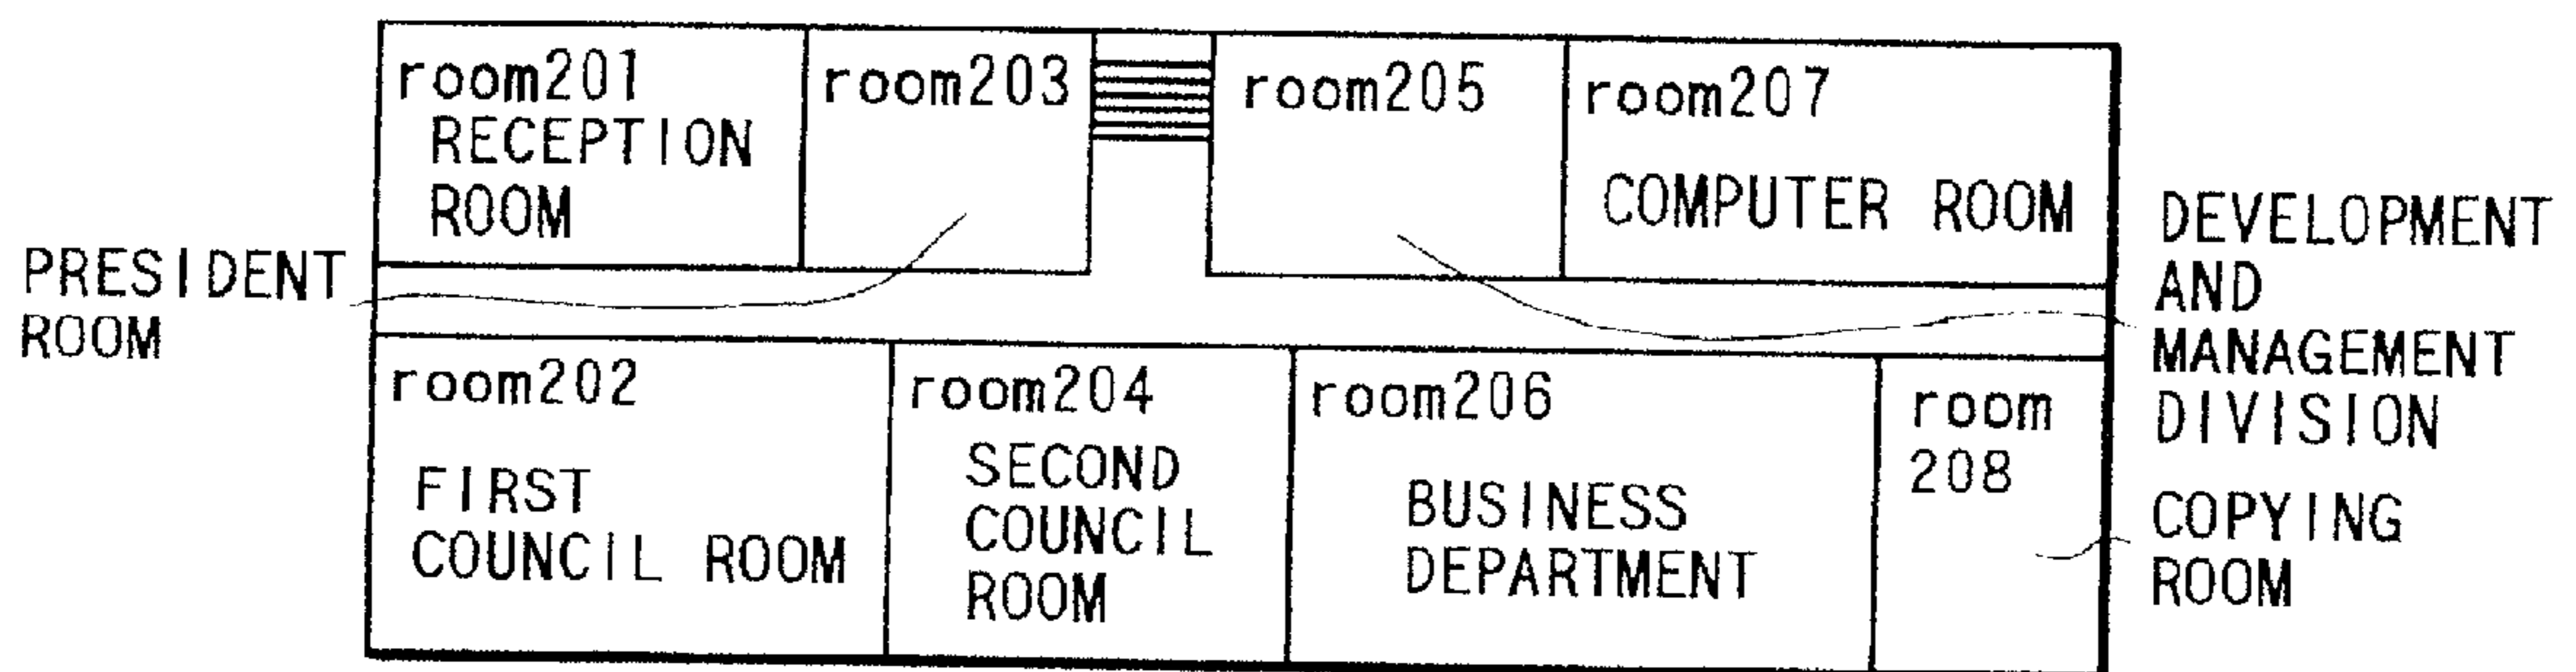 room201
RECEPTION
ROOM
room203
room205
room207
COMPUTER ROOM
PRESIDENT
ROOM
DEVELOPMENT
AND
MANAGEMENT
DIVISION
room202
FIRST
COUNCIL ROOM
room204
SECOND
COUNCIL
ROOM
room206
BUSINESS
DEPARTMENT
room
208
COPYING
ROOM